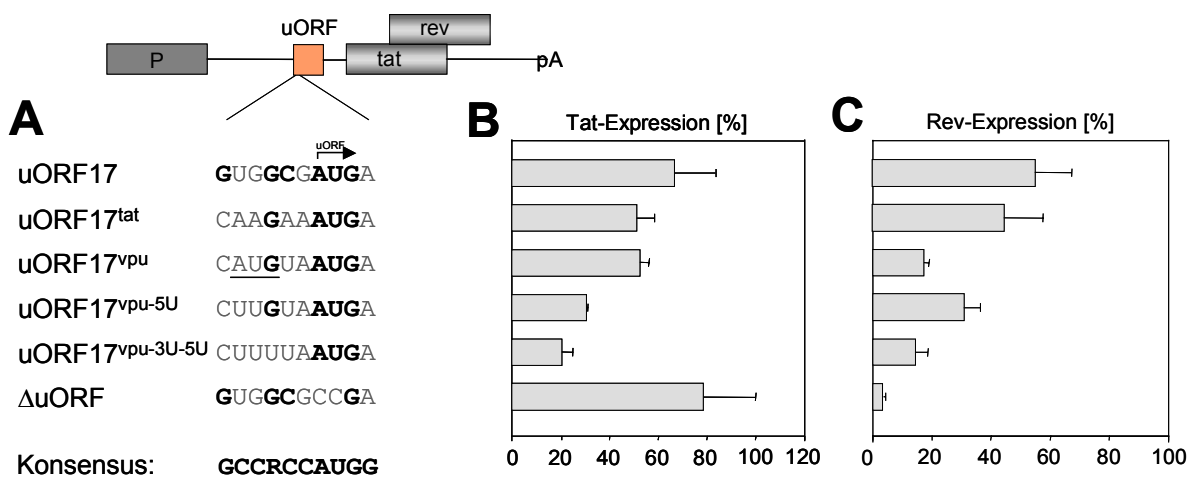 uORF
rev
P
tat
pA
A
B
C
Tat-Expression [%]
Rev-Expression [%]
uORF
uORF17 GUGGCGAUGA
uORF17tat CAAGAAAUGA
uORF17vpu CAUGUAAUGA
uORF17vpu-5U CUUGUAAUGA
uORF17vpu-3U-5U CUUUUAAUGA
ΔuORF GUGGCGCCGA
Konsensus: GCCRCCAUGG
0 20 40 60 80 100 120
0 20 40 60 80 100